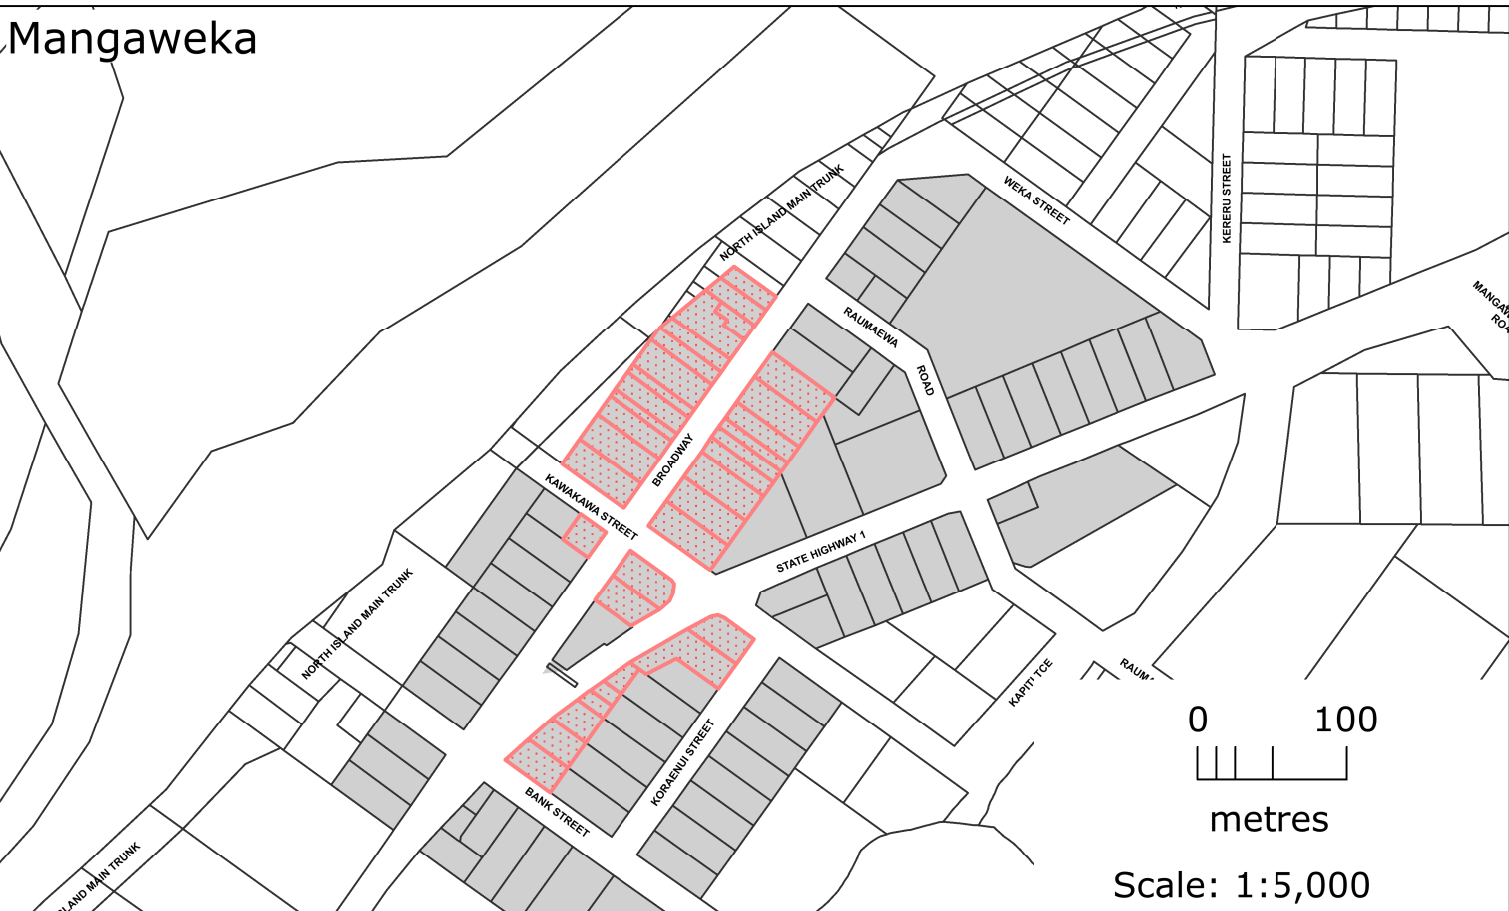 Mangaweka
NORTH ISLAND MAIN TRUNK
WEKA STREET
KERERU STREET
RAUMAEWA
ROAD
BROADWAY
KAWAKAWA STREET
STATE HIGHWAY 1
NORTH ISLAND MAIN TRUNK
KAPITI TCE
KORAENUI STREET
BANK STREET
0 100
metres
Scale: 1:5,000